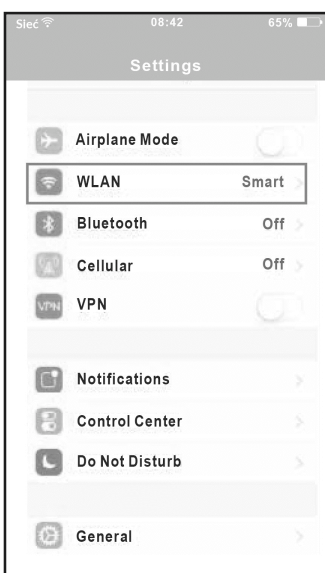 Sieć 08:42 65%
Settings
Airplane Mode
WLAN Smart
Bluetooth Off
Cellular Off
VPN VPN
Notifications
Control Center
Do Not Disturb
General